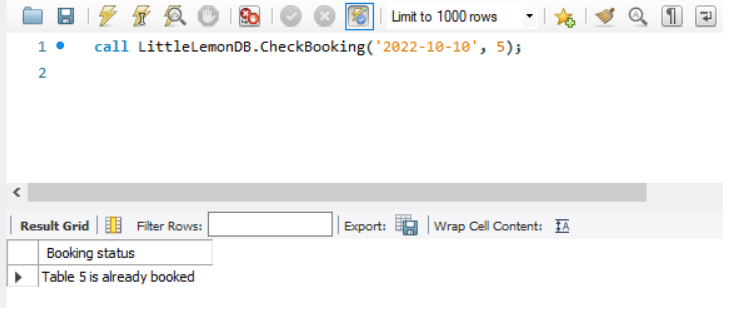 Limit to 1000 rows
1 call LittleLemonDB.CheckBooking('2022-10-10', 5);
2
Result Grid Filter Rows: Export: Wrap Cell Content: IA
Booking status
Table 5 is already booked